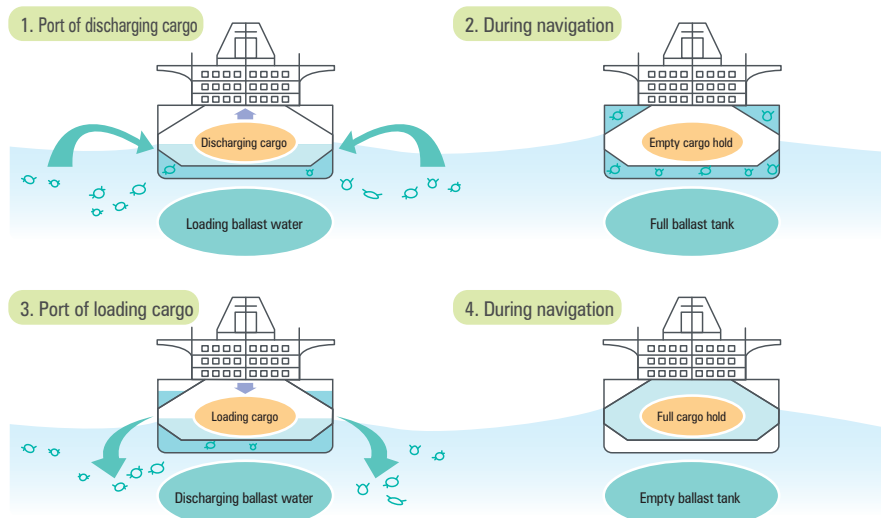 1. Port of discharging cargo
Discharging cargo
Loading ballast water
2. During navigation
Empty cargo hold
Full ballast tank
3. Port of loading cargo
Loading cargo
Discharging ballast water
4. During navigation
Full cargo hold
Empty ballast tank